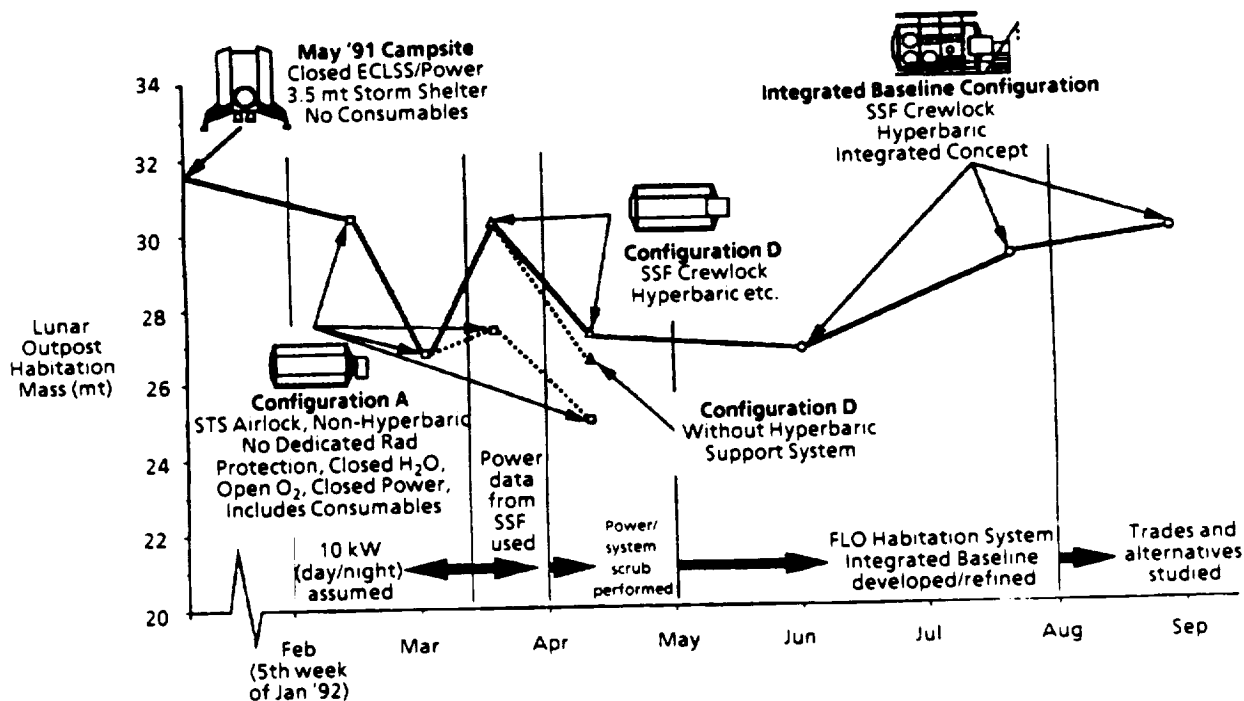 May '91 Campsite
Closed ECLSS/Power
3.5 mt Storm Shelter
No Consumables
Integrated Baseline Configuration
SSF Crewlock
Hyperbaric
Integrated Concept
34
32
30
28
26
24
22
20
Lunar
Outpost
Habitation
Mass (mt)
Configuration D
SSF Crewlock
Hyperbaric etc.
Configuration A
STS Airlock, Non-Hyperbaric
No Dedicated Rad
Protection, Closed H₂O,
Open O₂, Closed Power,
Includes Consumables
Configuration D
Without Hyperbaric
Support System
10 kW
(day/night)
assumed
Power
data
from
SSF
used
Power/
system
scrub
performed
FLO Habitation System
Integrated Baseline
developed/refined
Trades and
alternatives
studied
Feb
(5th week
of Jan '92)
Mar
Apr
May
Jun
Jul
Aug
Sep